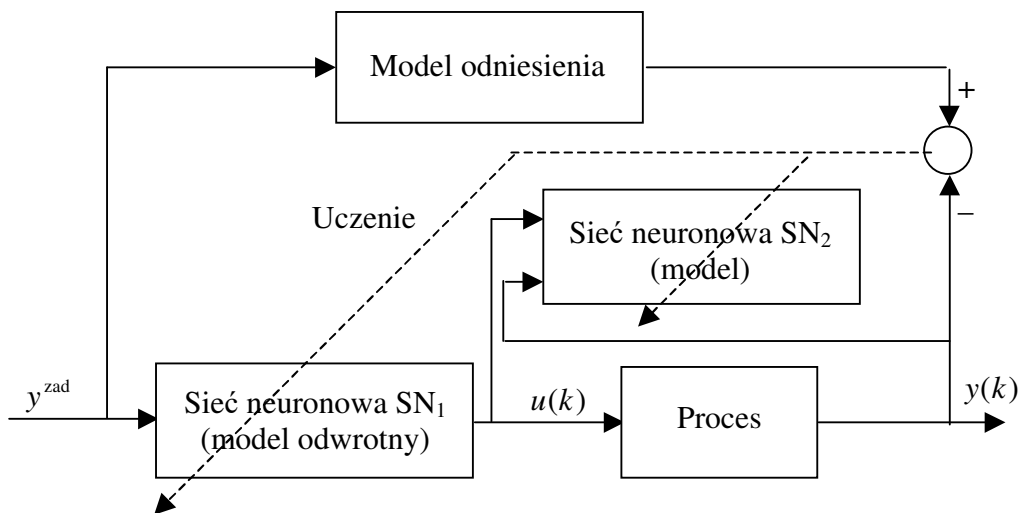 Model odniesienia
+
Uczenie
Sieć neuronowa SN₂
(model)
−
y^zad
Sieć neuronowa SN₁
(model odwrotny)
u(k)
Proces
y(k)